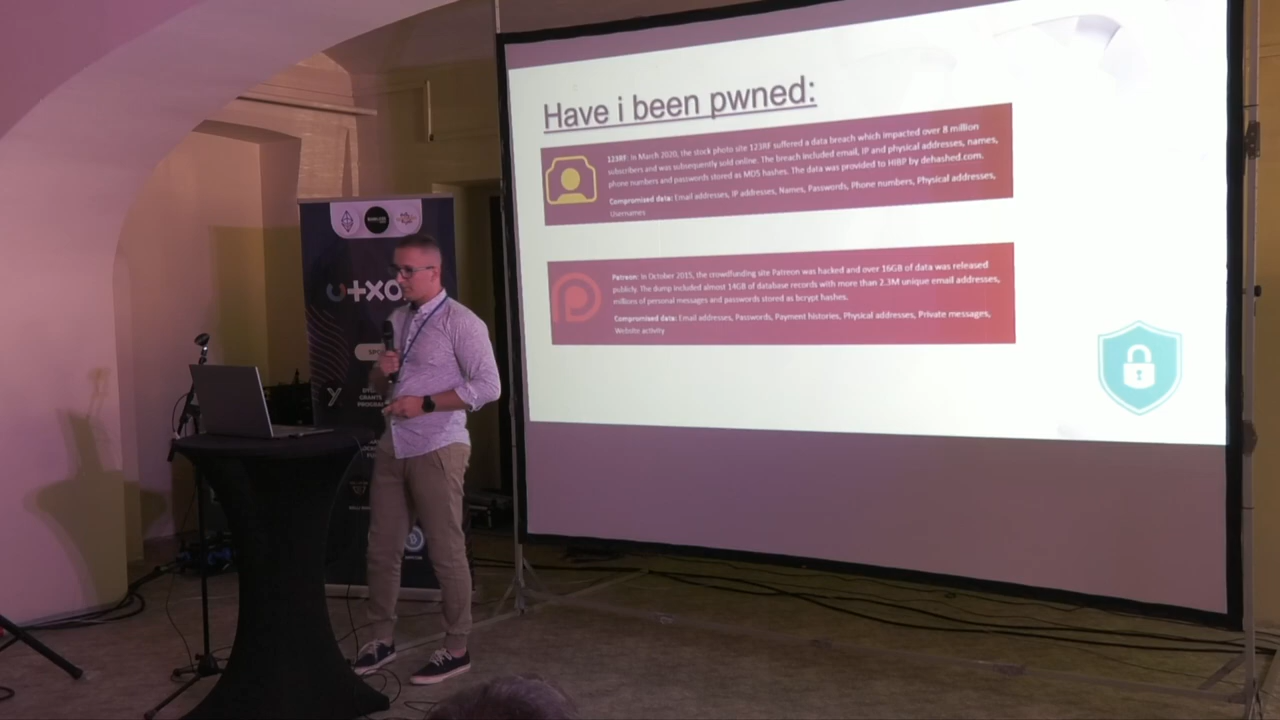 Have i been pwned:
123RF: In March 2020, the stock photo site 123RF suffered a data breach which impacted over 8 million
subscribers and was subsequently sold online. The breach included email, IP and physical addresses, names,
phone numbers and passwords stored as MD5 hashes. The data was provided to HIBP by dehashed.com.
Compromised data: Email addresses, IP addresses, Names, Passwords, Phone numbers, Physical addresses,
Usernames
Patreon: In October 2015, the crowdfunding site Patreon was hacked and over 16GB of data was released
publicly. The dump included almost 14GB of database records with more than 2.3M unique email addresses,
millions of personal messages and passwords stored as bcrypt hashes.
Compromised data: Email addresses, Passwords, Payment histories, Physical addresses, Private messages,
Website activity
utxo